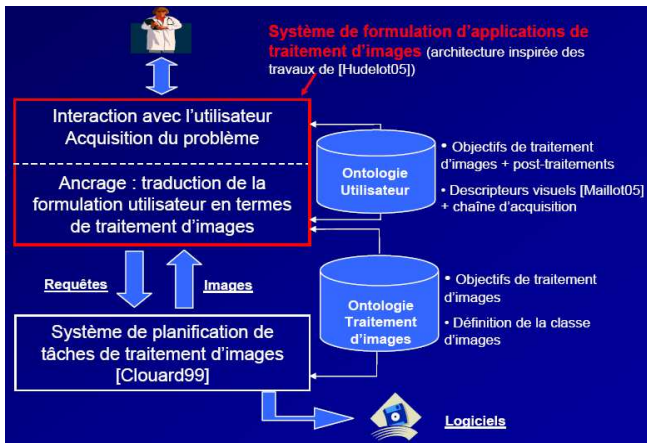 Système de formulation d'applications de
traitement d'images (architecture inspirée des
travaux de [Hudelot05])
Interaction avec l'utilisateur
Acquisition du problème
Ancrage : traduction de la
formulation utilisateur en termes
de traitement d'images
Ontologie
Utilisateur
• Objectifs de traitement
d'images + post-traitements
• Descripteurs visuels [Maillot05]
+ chaîne d'acquisition
Requêtes
Images
Ontologie
Traitement
d'images
• Objectifs de traitement
d'images
• Définition de la classe
d'images
Système de planification de
tâches de traitement d'images
[Clouard99]
Logiciels